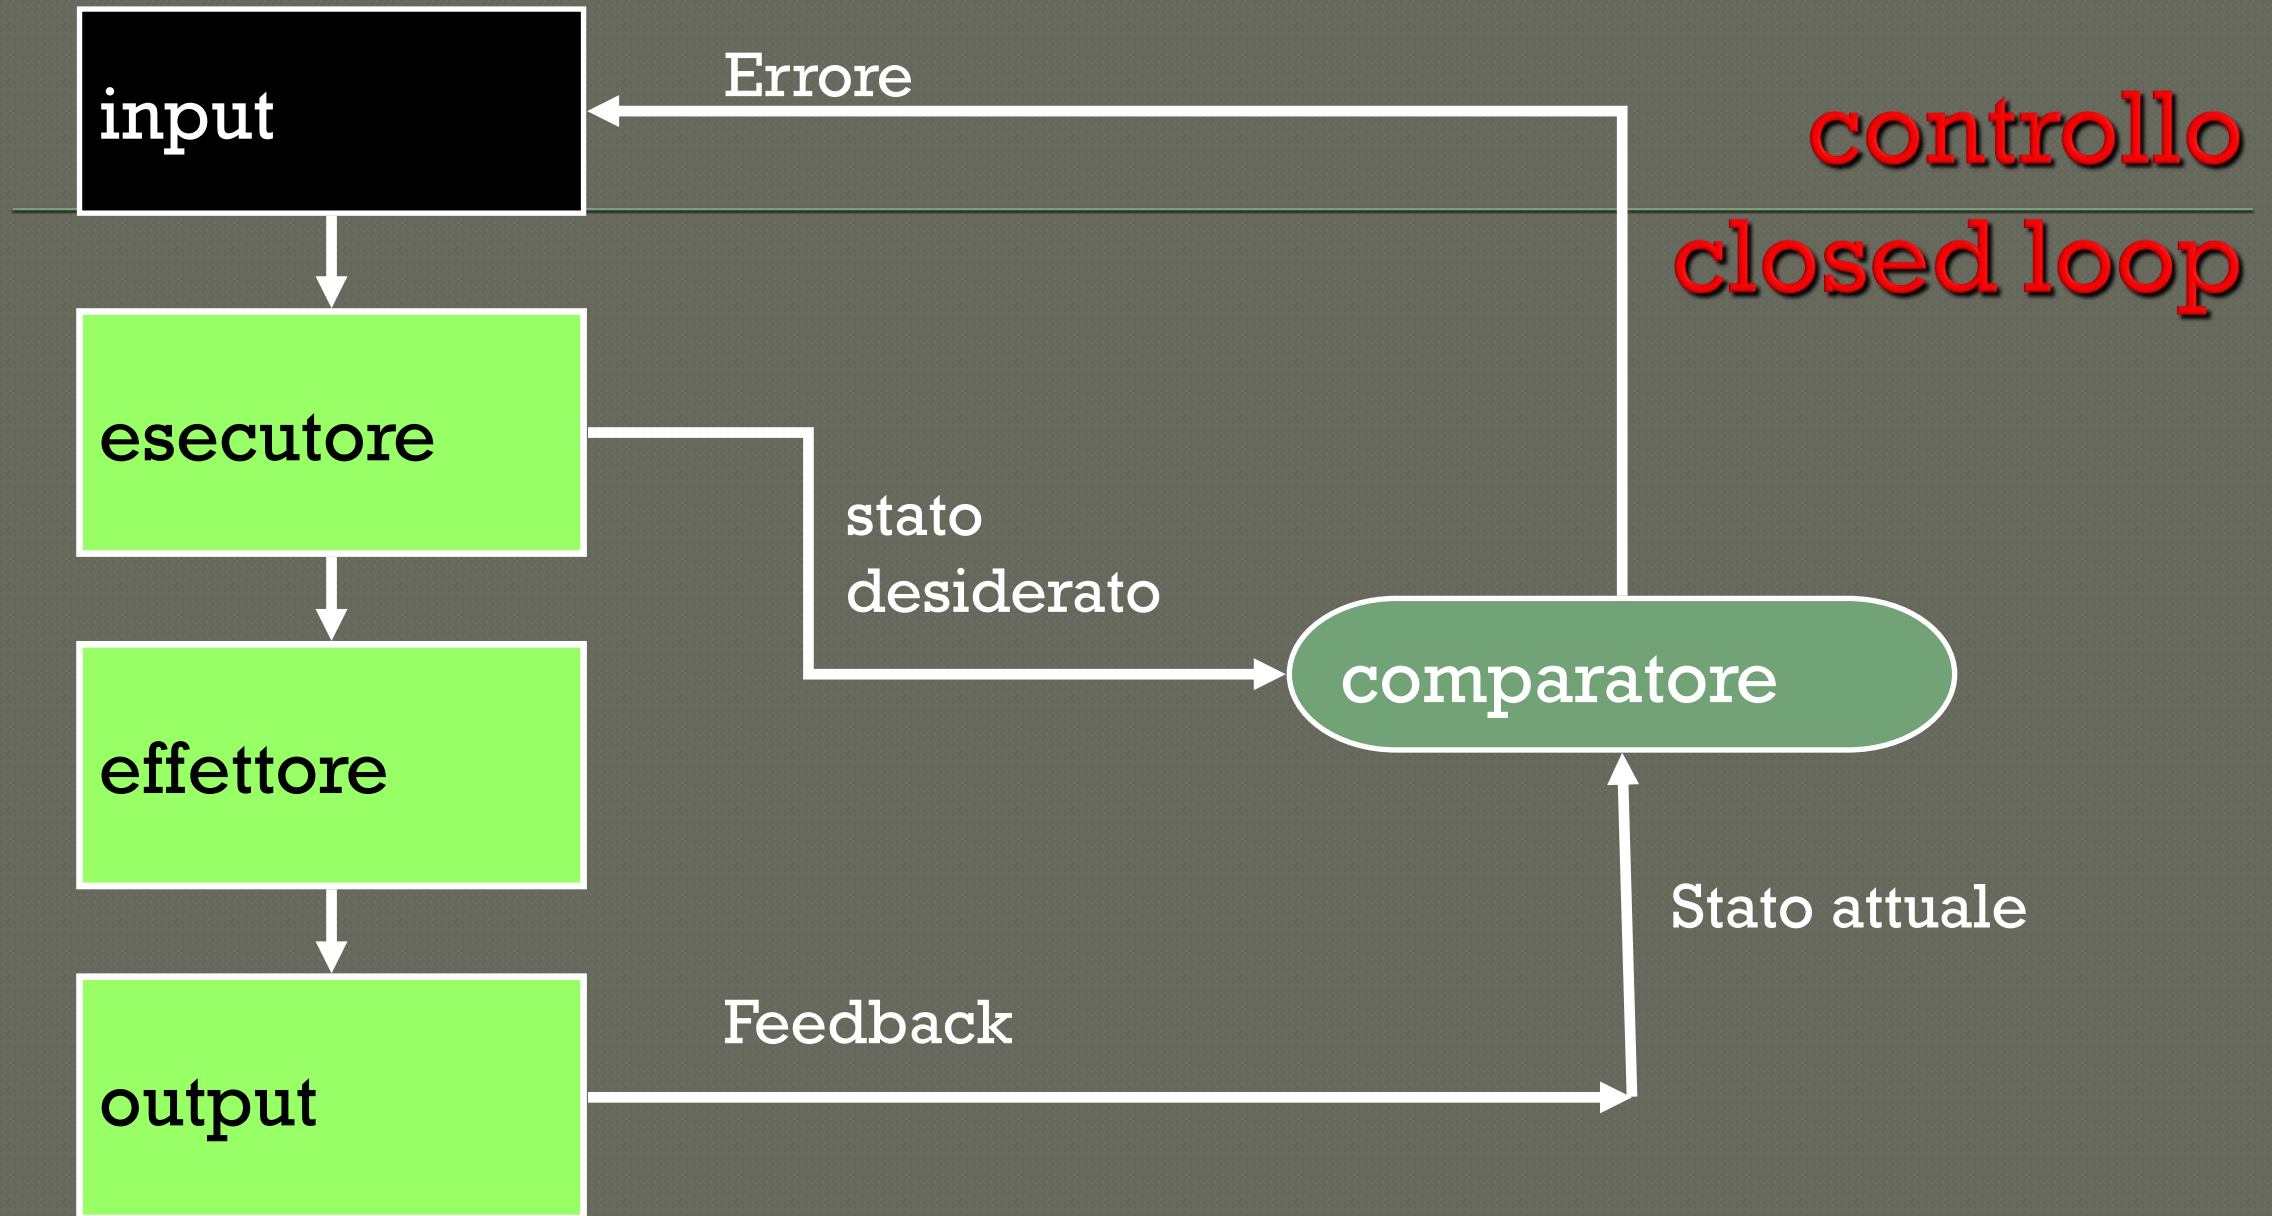 input
Errore
controllo
closed loop
esecutore
stato
desiderato
comparatore
effettore
Stato attuale
Feedback
output